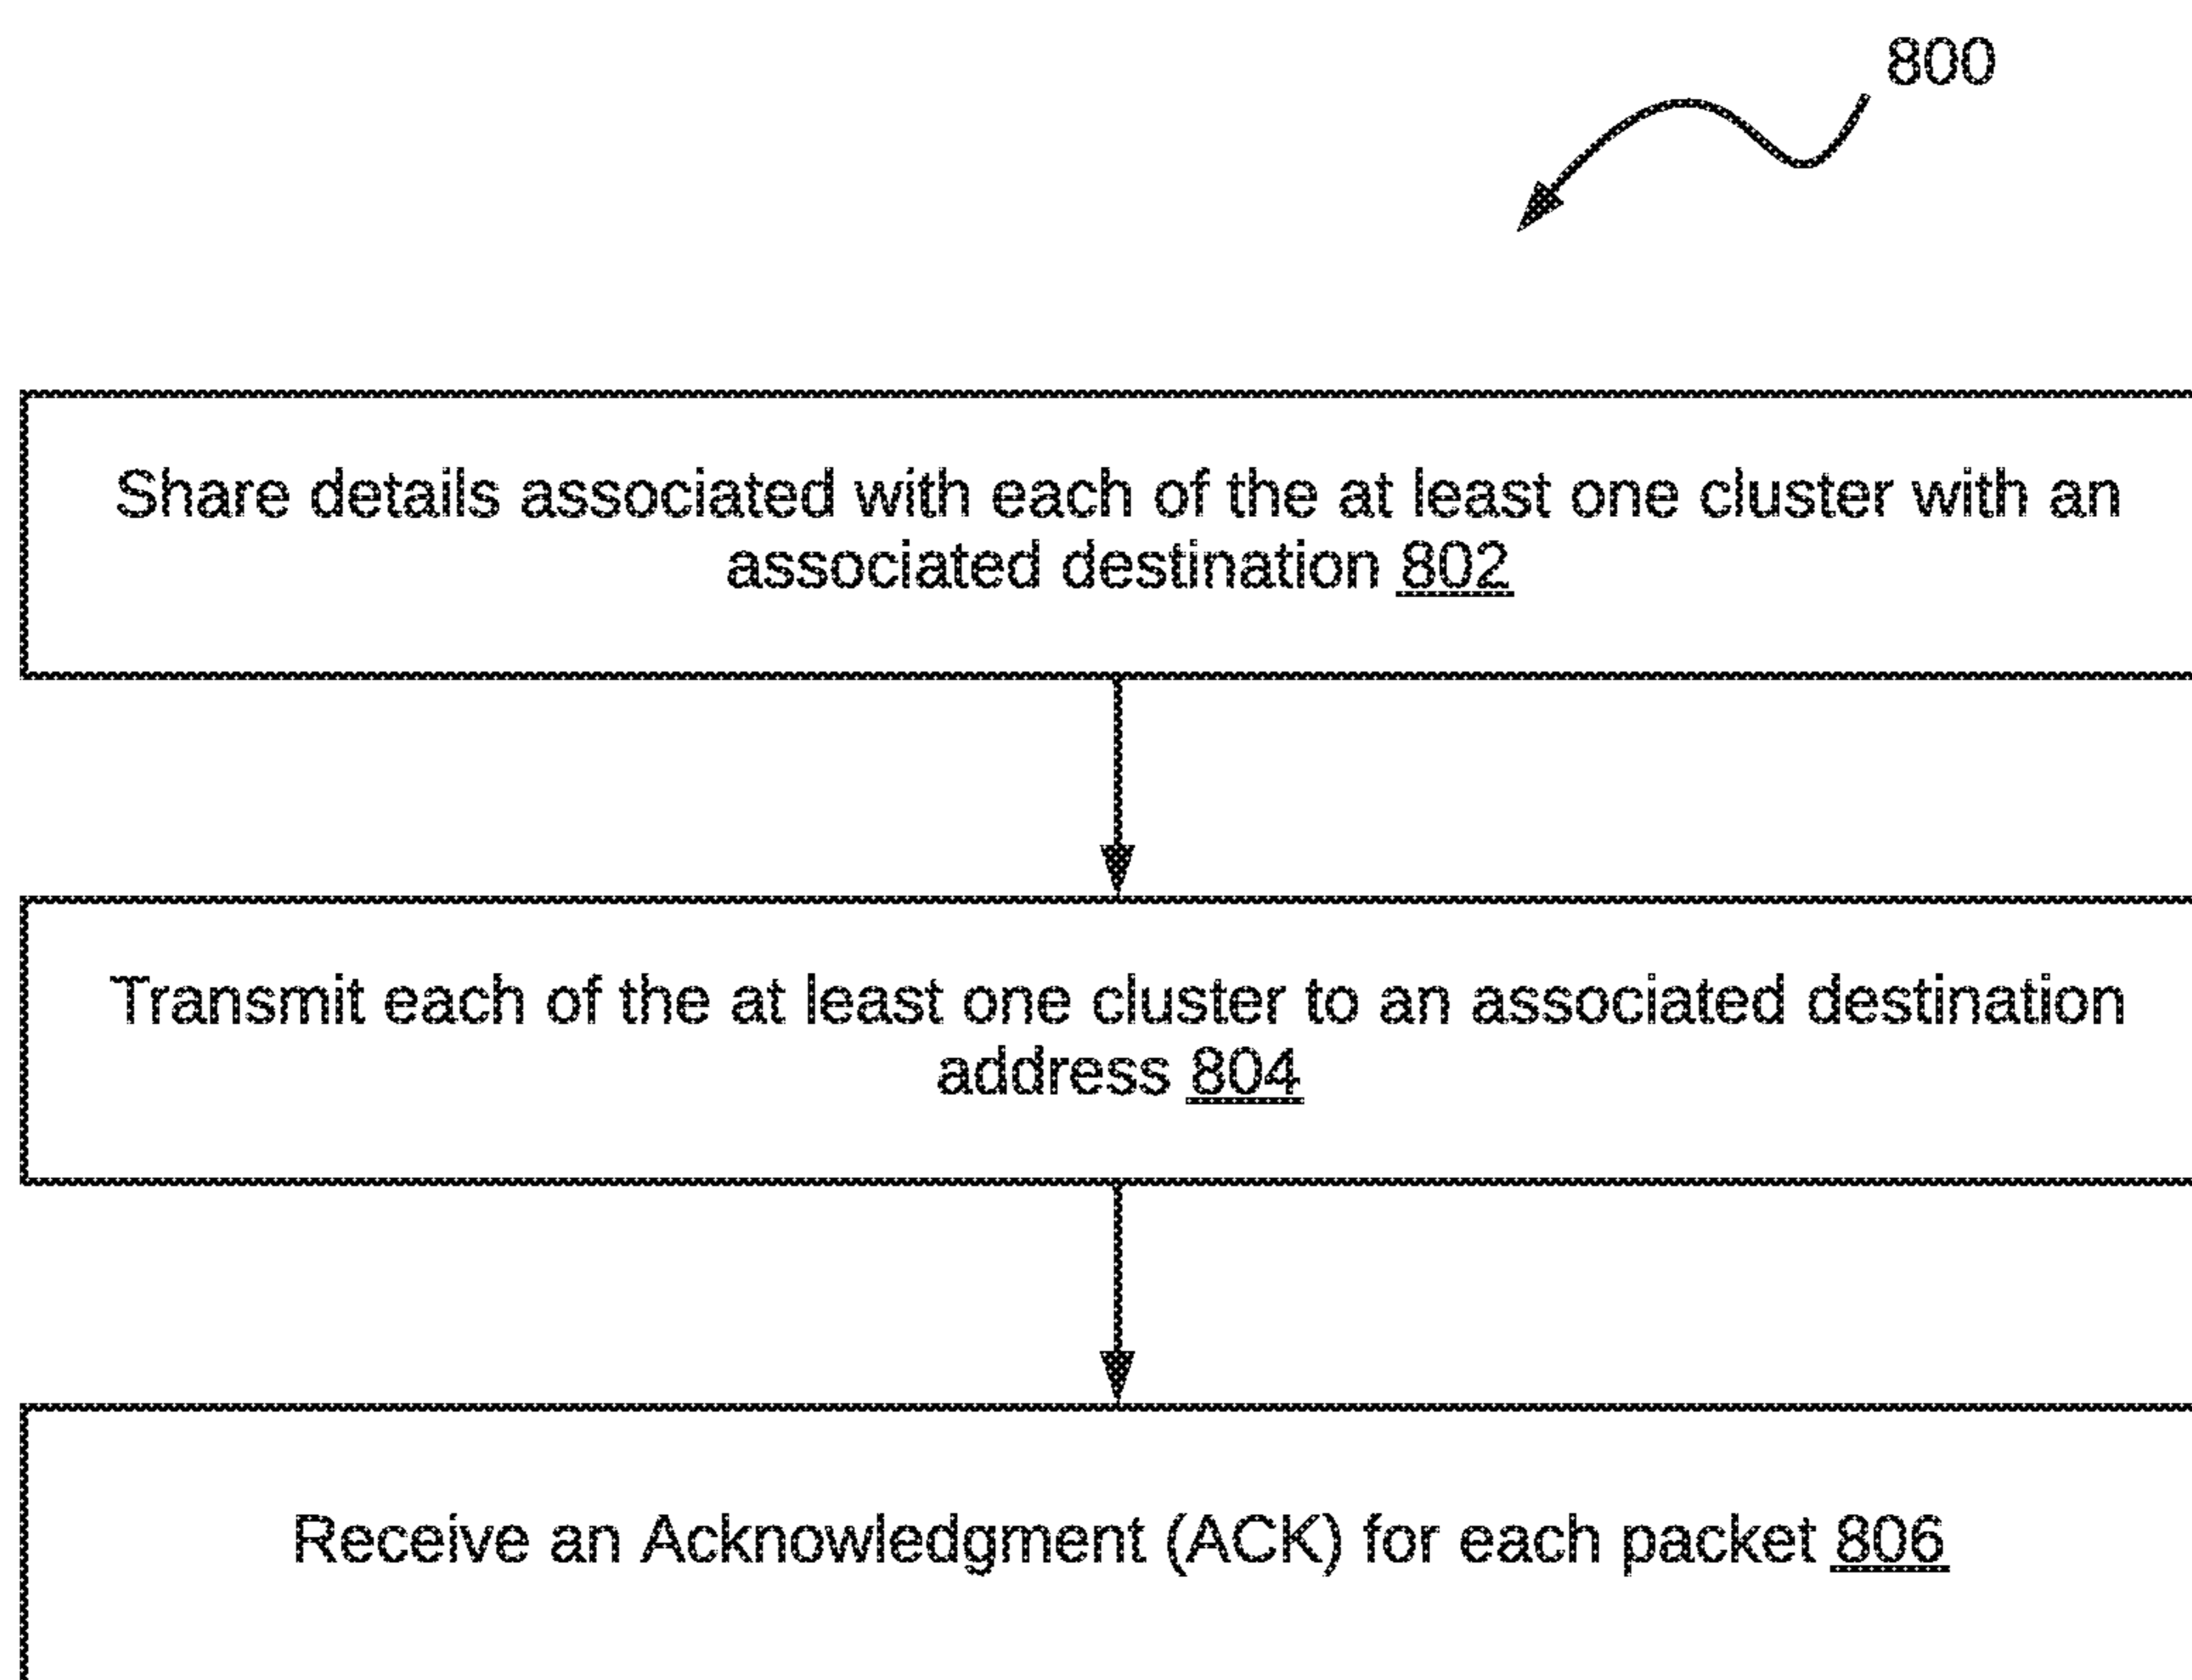 800
Share details associated with each of the at least one cluster with an
associated destination 802
Transmit each of the at least one cluster to an associated destination
address 804
Receive an Acknowledgment (ACK) for each packet 806